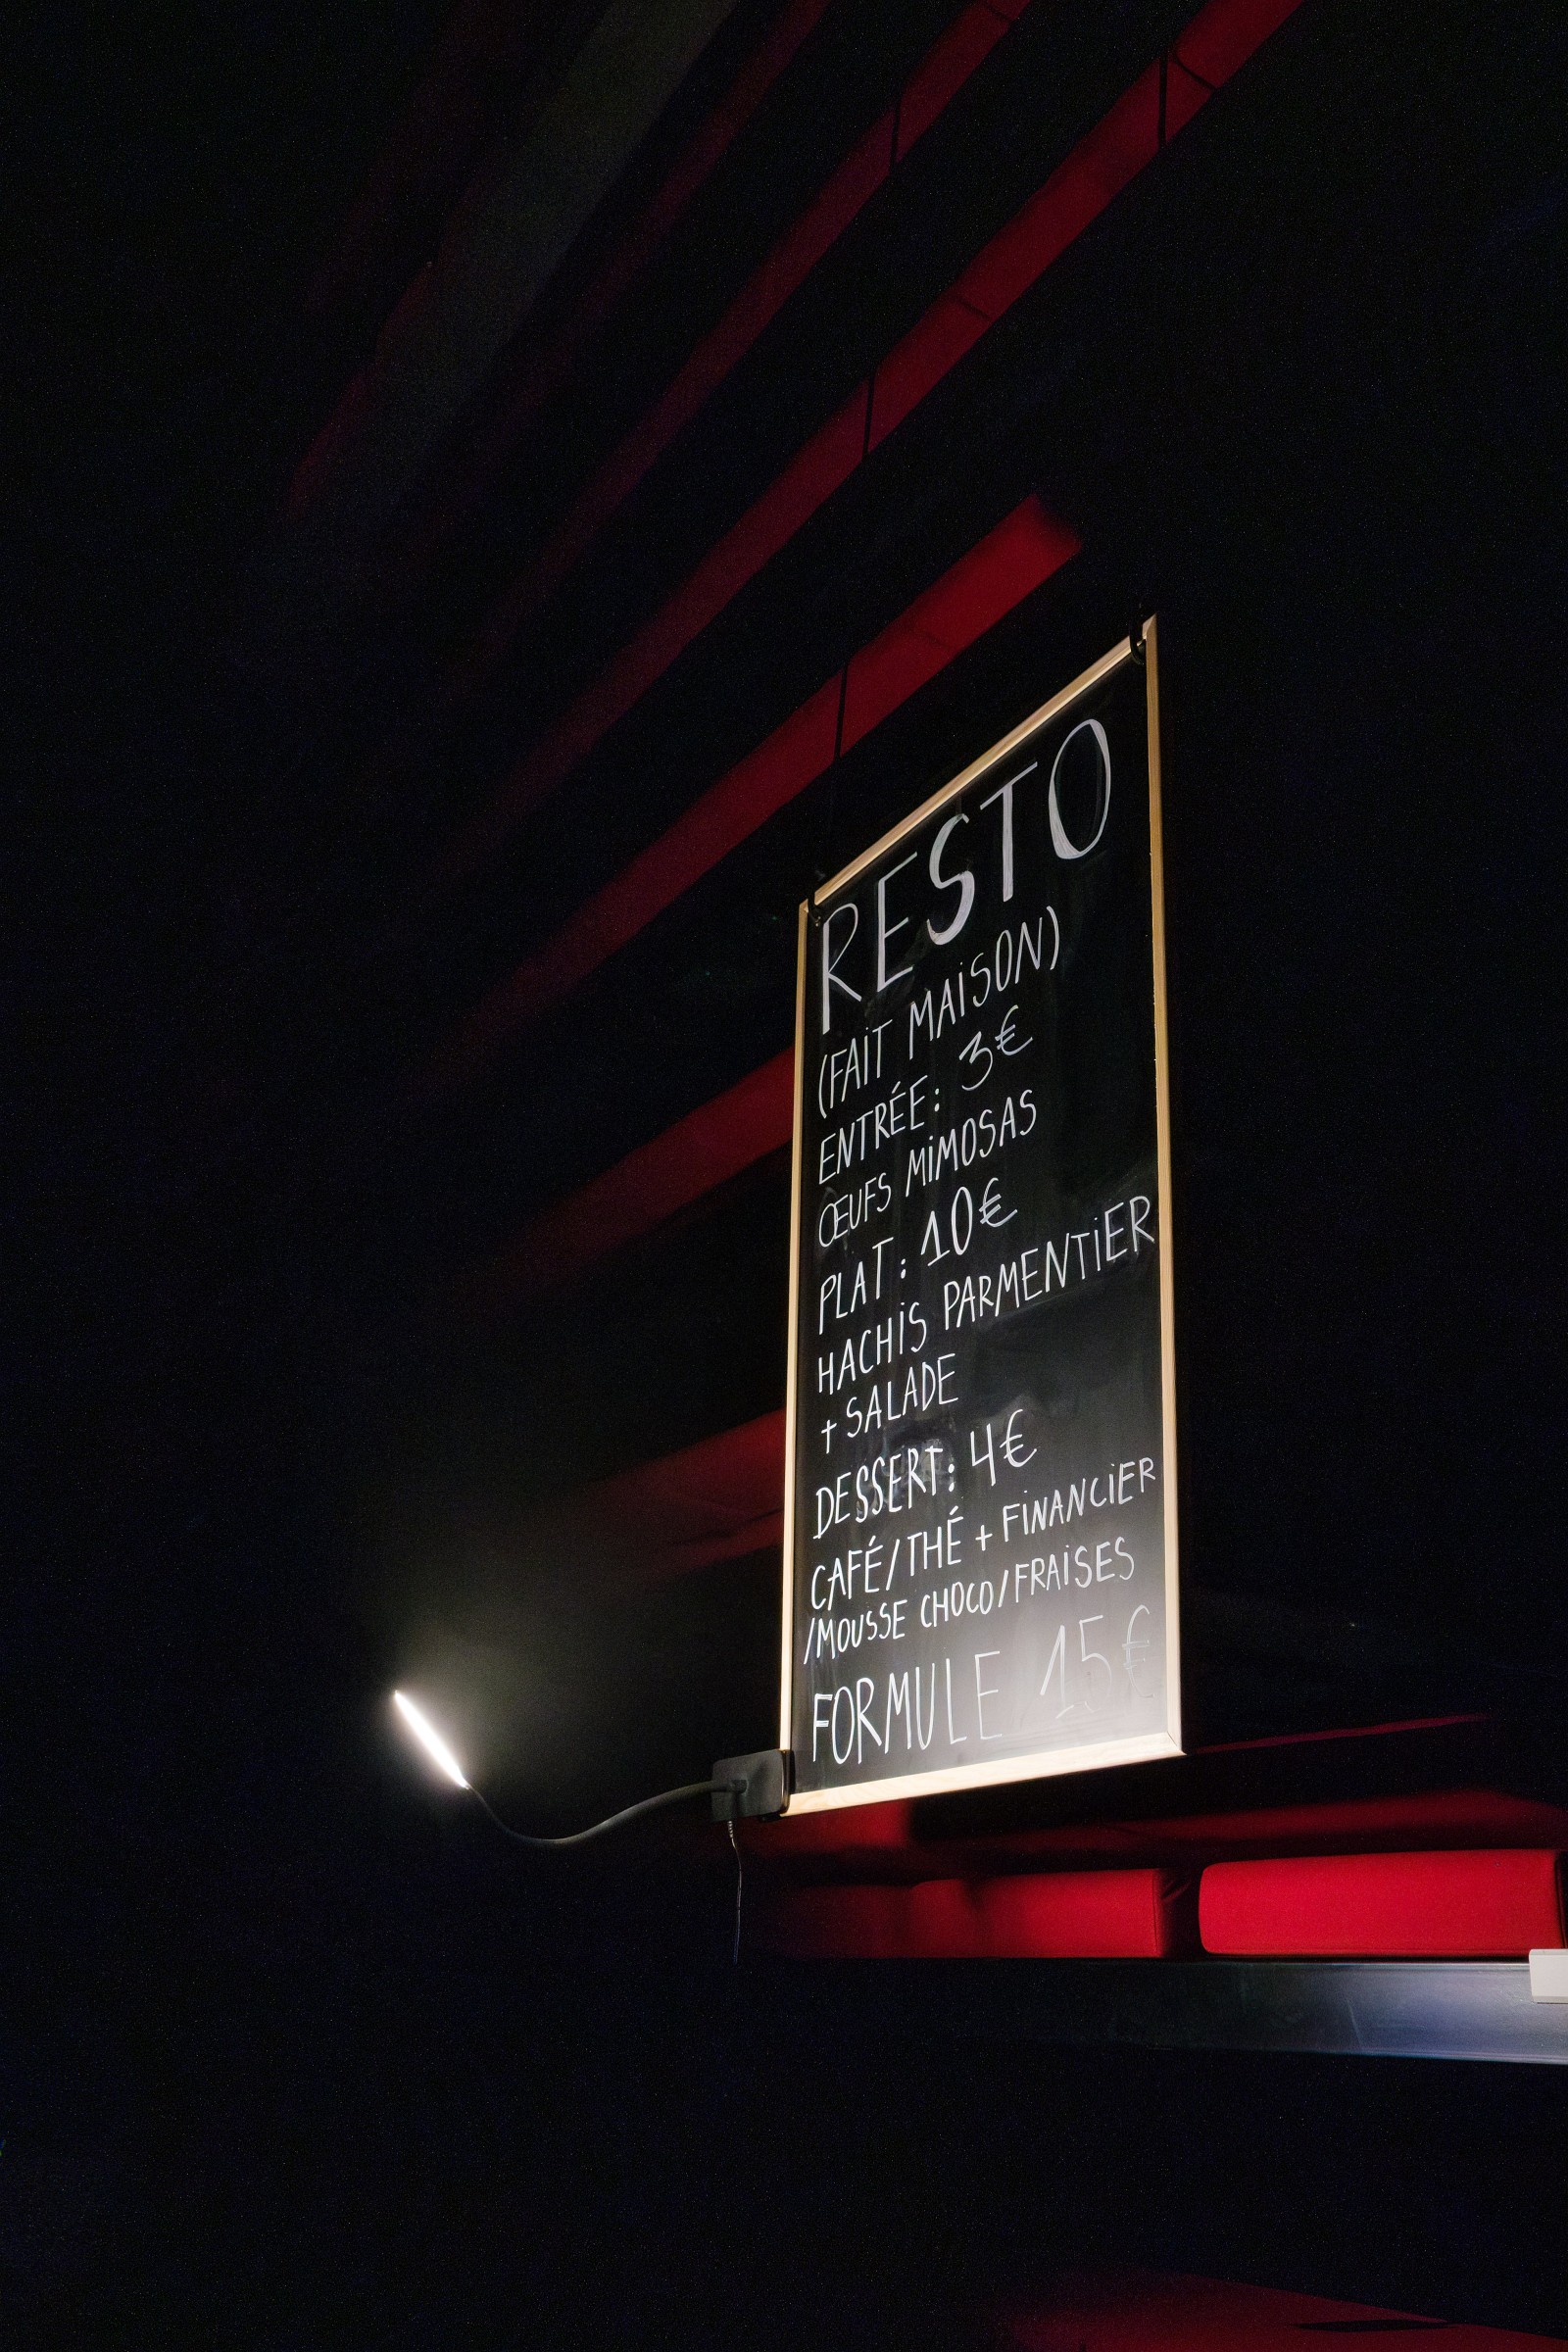 RESTO
(FAIT MAISON)
ENTRÉE: 3€
ŒUFS MIMOSAS
PLAT: 10€
HACHIS PARMENTIER
+ SALADE
DESSERT: 4€
CAFÉ/THÉ + FINANCIER
/MOUSSE CHOCO/FRAISES
FORMULE 15€